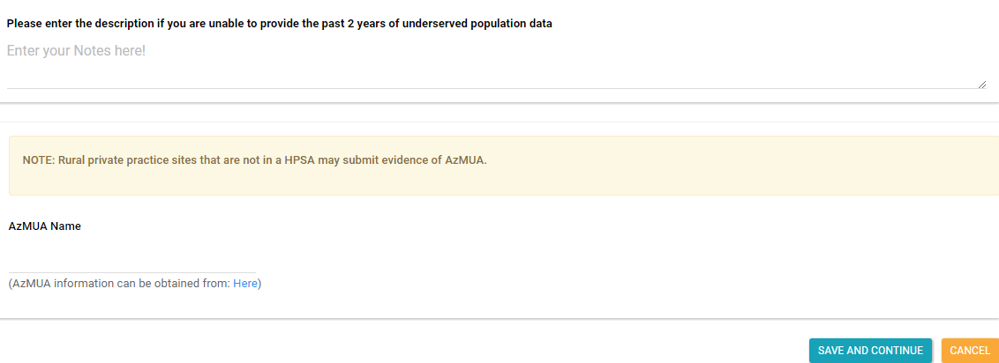 Please enter the description if you are unable to provide the past 2 years of underserved population data
Enter your Notes here!
NOTE: Rural private practice sites that are not in a HPSA may submit evidence of AzMUA.
AzMUA Name
(AzMUA information can be obtained from: Here)
SAVE AND CONTINUE CANCEL